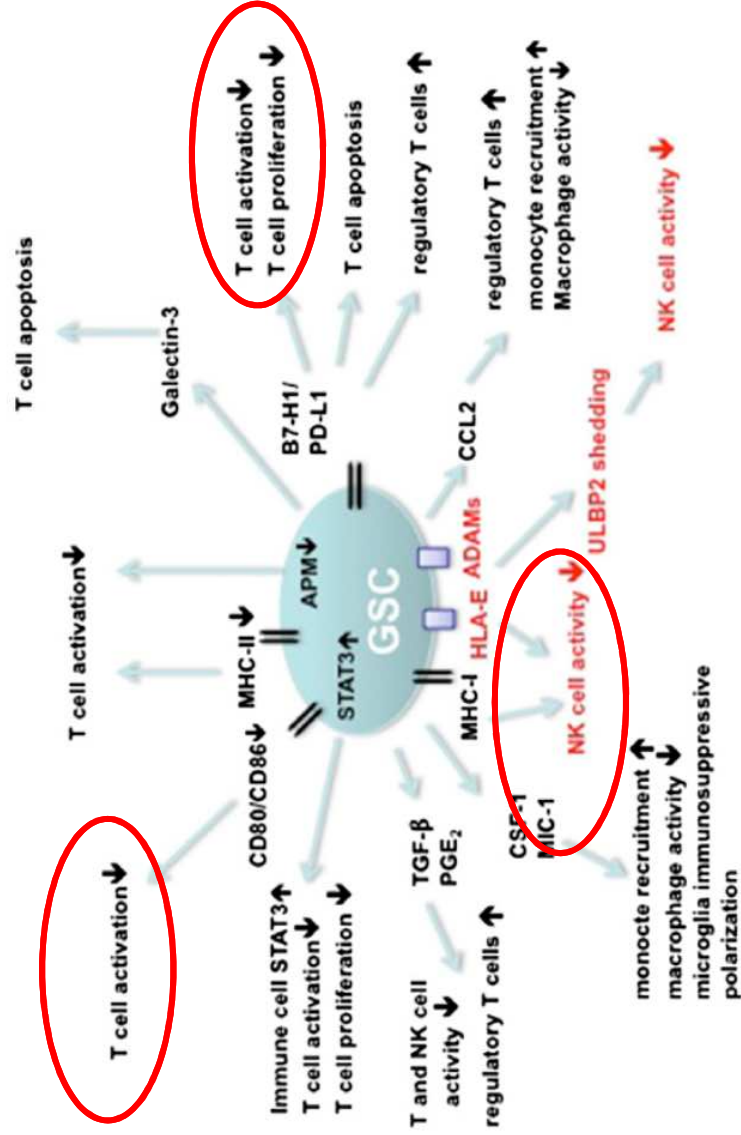 T cell apoptosis
T cell activation↓
T cell activation↓
Galectin-3
T cell activation↓
T cell proliferation↓
MHC-II↓
CD80/CD86↓
Immune cell STAT3↑
T cell activation↓
T cell proliferation↓
B7-H1/
PD-L1
APM↓
STAT3↑
T cell apoptosis
GSC
regulatory T cells↑
TGF-β
PGE₂
T and NK cell
activity↓
regulatory T cells↑
MHC-I
HLA-E ADAMs
CCL2
regulatory T cells↑
monocyte recruitment↑
Macrophage activity↓
CSF-1
MIC-1
NK cell activity↓
ULBP2 shedding
NK cell activity↓
monocte recruitment↑
macrophage activity↓
microglia immunosuppressive
polarization